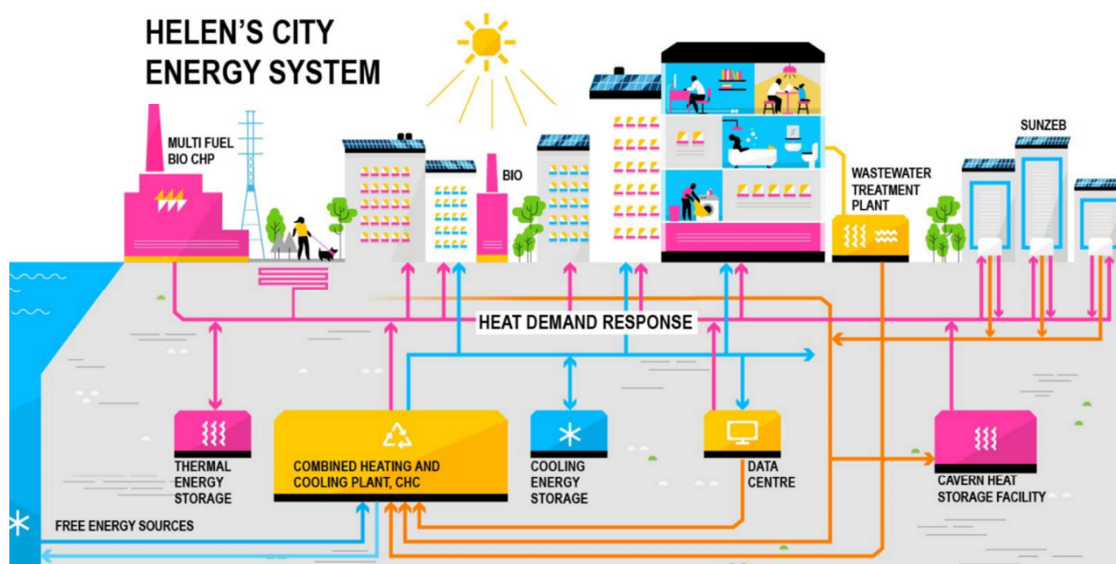 HELEN'S CITY
ENERGY SYSTEM
MULTI FUEL
BIO CHP
BIO
WASTEWATER
TREATMENT
PLANT
SUNZEB
HEAT DEMAND RESPONSE
THERMAL
ENERGY
STORAGE
COMBINED HEATING AND
COOLING PLANT, CHC
COOLING
ENERGY
STORAGE
DATA
CENTRE
CAVERN HEAT
STORAGE FACILITY
FREE ENERGY SOURCES